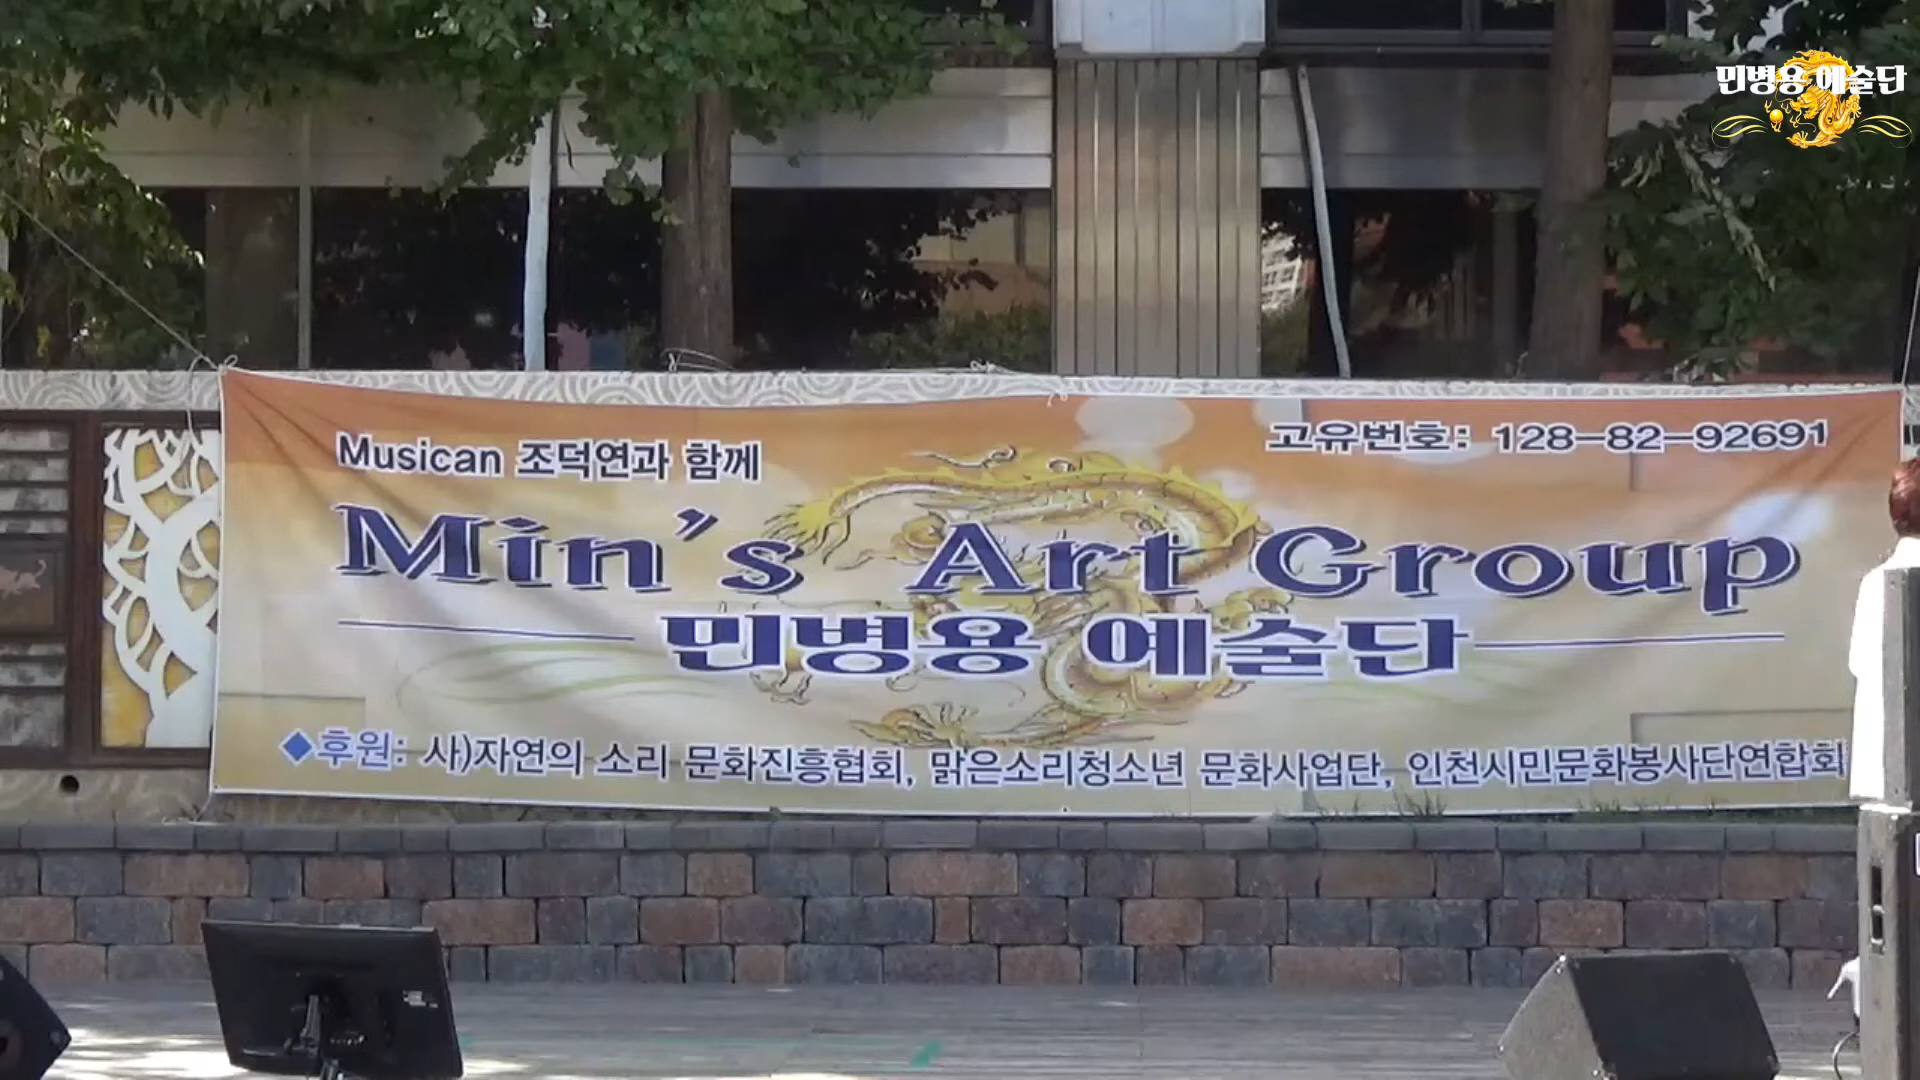 민병용 예술단
Musican 조덕연과 함께
고유번호: 128-82-92691
Min's Art Group
민병용 예술단
◆후원: 사)자연의 소리 문화진흥협회, 맑은소리청소년 문화사업단, 인천시민문화봉사단연합회